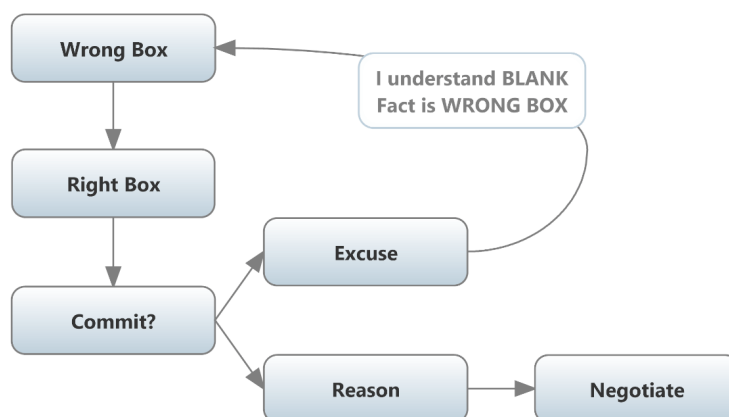 Wrong Box
I understand BLANK
Fact is WRONG BOX
Right Box
Excuse
Commit?
Reason
Negotiate